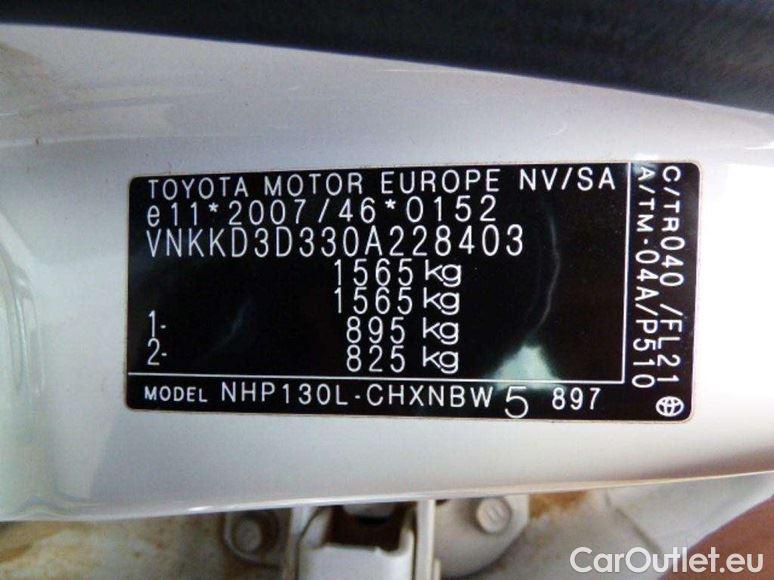 TOYOTA MOTOR EUROPE NV/SA
e11*2007/46*0152
VNKKD3D330A228403
1565 kg
1565 kg
1- 895 kg
2- 825 kg
MODEL NHP130L-CHXNBW 5 897
C/TR040 /FL21
A/TM-04A/P510
CarOutlet.eu